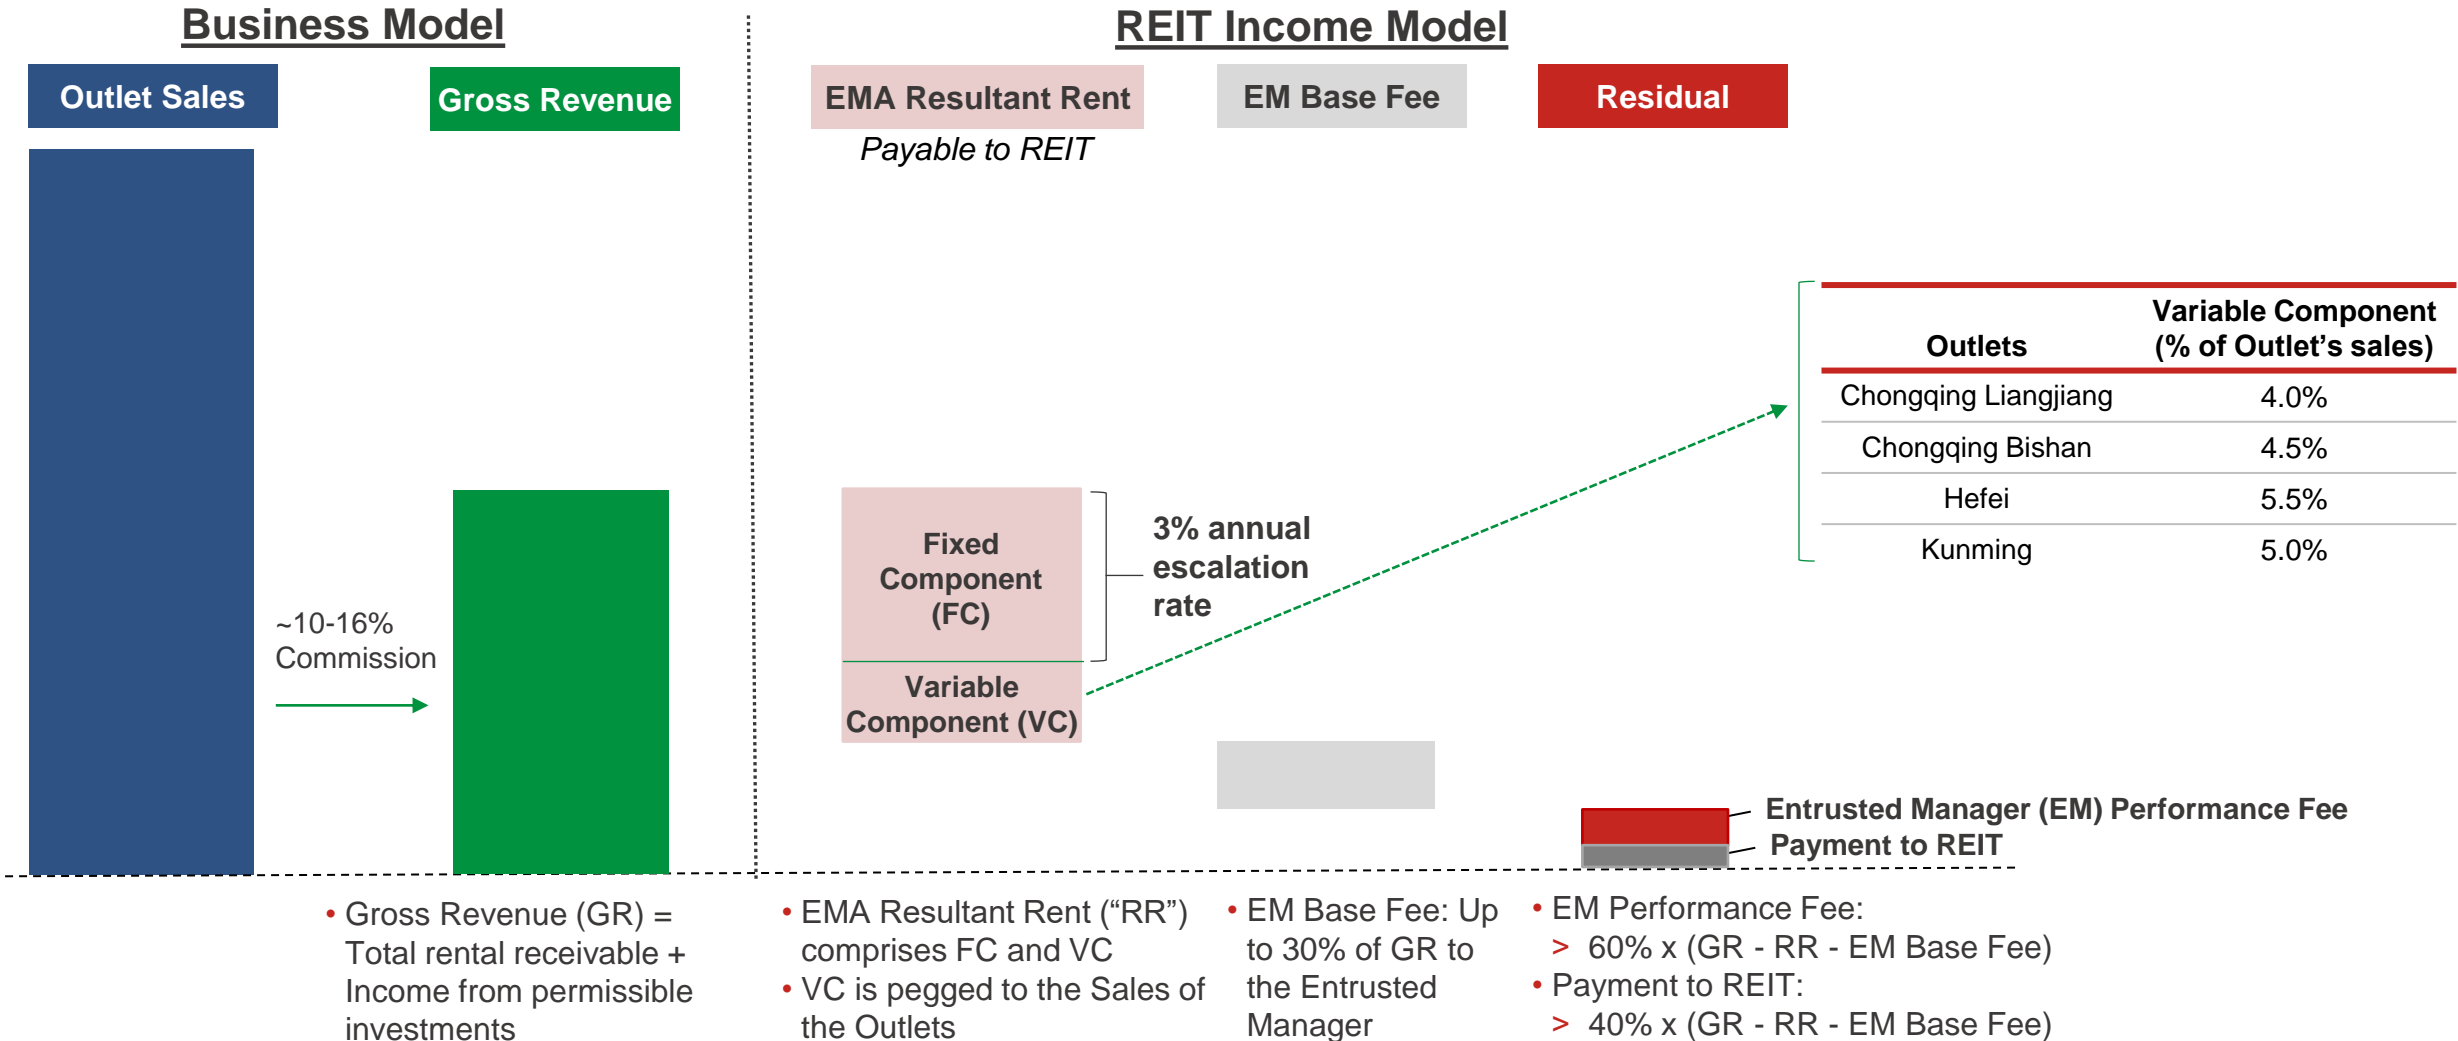 Business Model
REIT Income Model
Outlet Sales
Gross Revenue
EMA Resultant Rent
EM Base Fee
Residual
Payable to REIT
Outlets
Variable Component
(% of Outlet’s sales)
Chongqing Liangjiang 4.0%
Chongqing Bishan 4.5%
Hefei 5.5%
Kunming 5.0%
~10-16%
Commission
Fixed
Component
(FC)
3% annual
escalation
rate
Variable
Component (VC)
Entrusted Manager (EM) Performance Fee
Payment to REIT
• Gross Revenue (GR) =
Total rental receivable +
Income from permissible
investments
• EMA Resultant Rent (“RR”)
comprises FC and VC
• VC is pegged to the Sales of
the Outlets
• EM Base Fee: Up
to 30% of GR to
the Entrusted
Manager
• EM Performance Fee:
> 60% x (GR - RR - EM Base Fee)
• Payment to REIT:
> 40% x (GR - RR - EM Base Fee)